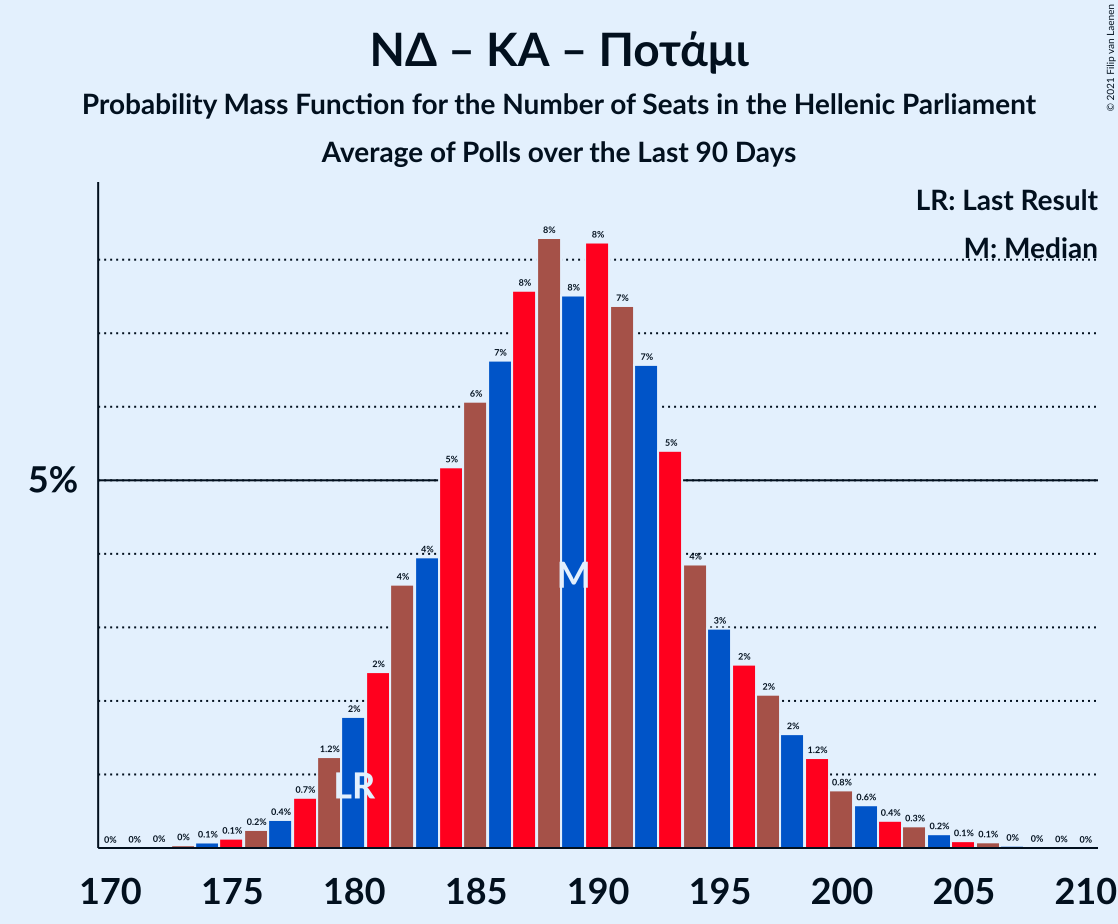 ΝΔ – ΚΑ – Ποτάμι
Probability Mass Function for the Number of Seats in the Hellenic Parliament
Average of Polls over the Last 90 Days
© 2021 Filip van Laenen
LR: Last Result
M: Median
5%
0% 0% 0% 0% 0.1% 0.1% 0.2% 0.4% 0.7% 1.2% 2% 2% 4% 4% 5% 6% 7% 8% 8% 8% 8% 7% 7% 5% 4% 3% 2% 2% 2% 1.2% 0.8% 0.6% 0.4% 0.3% 0.2% 0.1% 0.1% 0% 0% 0% 0%
M
LR
170 175 180 185 190 195 200 205 210